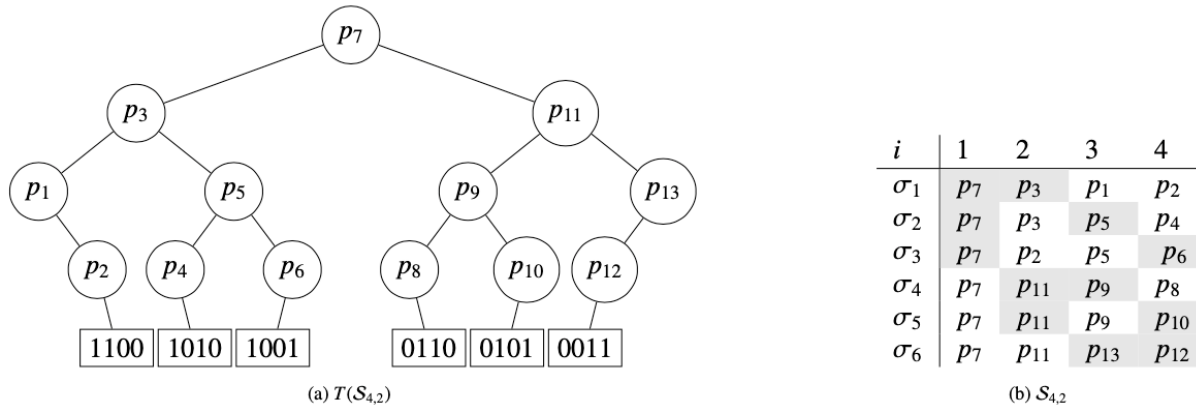 p₇
p₃ p₁₁
p₁ p₅ p₉ p₁₃
p₂ p₄ p₆ p₈ p₁₀ p₁₂
1100 1010 1001 0110 0101 0011
(a) T(𝒮₄,₂)
i 1 2 3 4
σ₁ p₇ p₃ p₁ p₂
σ₂ p₇ p₃ p₅ p₄
σ₃ p₇ p₂ p₅ p₆
σ₄ p₇ p₁₁ p₉ p₈
σ₅ p₇ p₁₁ p₉ p₁₀
σ₆ p₇ p₁₁ p₁₃ p₁₂
(b) 𝒮₄,₂